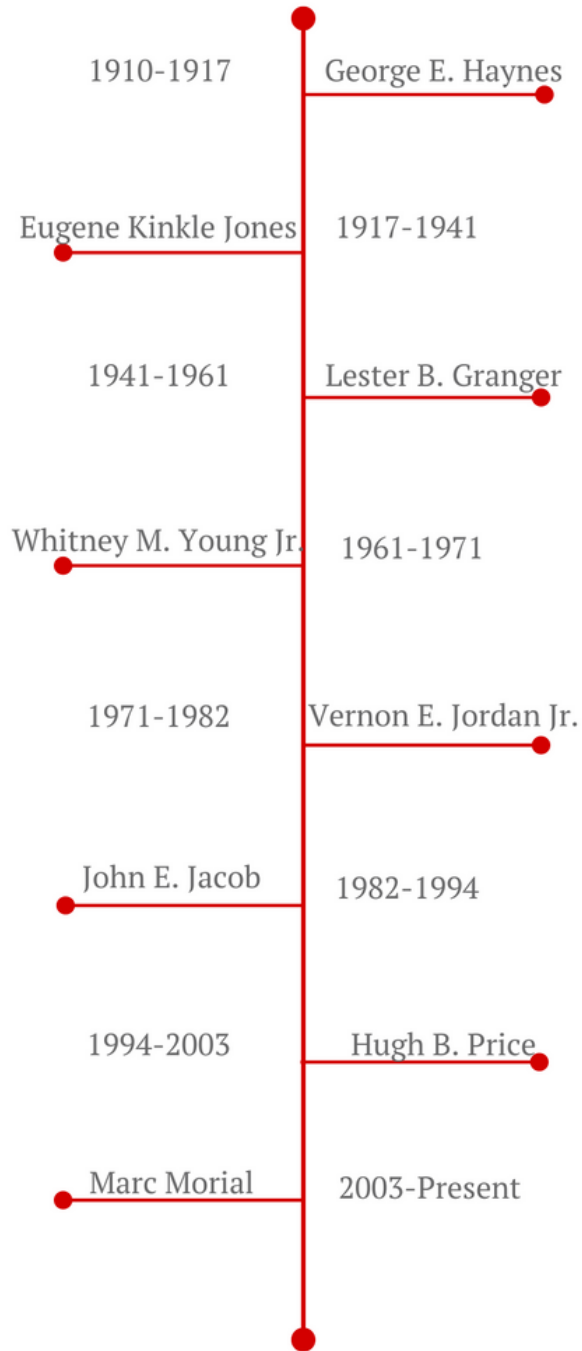 1910-1917 George E. Haynes
Eugene Kinkle Jones 1917-1941
1941-1961 Lester B. Granger
Whitney M. Young Jr. 1961-1971
1971-1982 Vernon E. Jordan Jr.
John E. Jacob 1982-1994
1994-2003 Hugh B. Price
Marc Morial 2003-Present